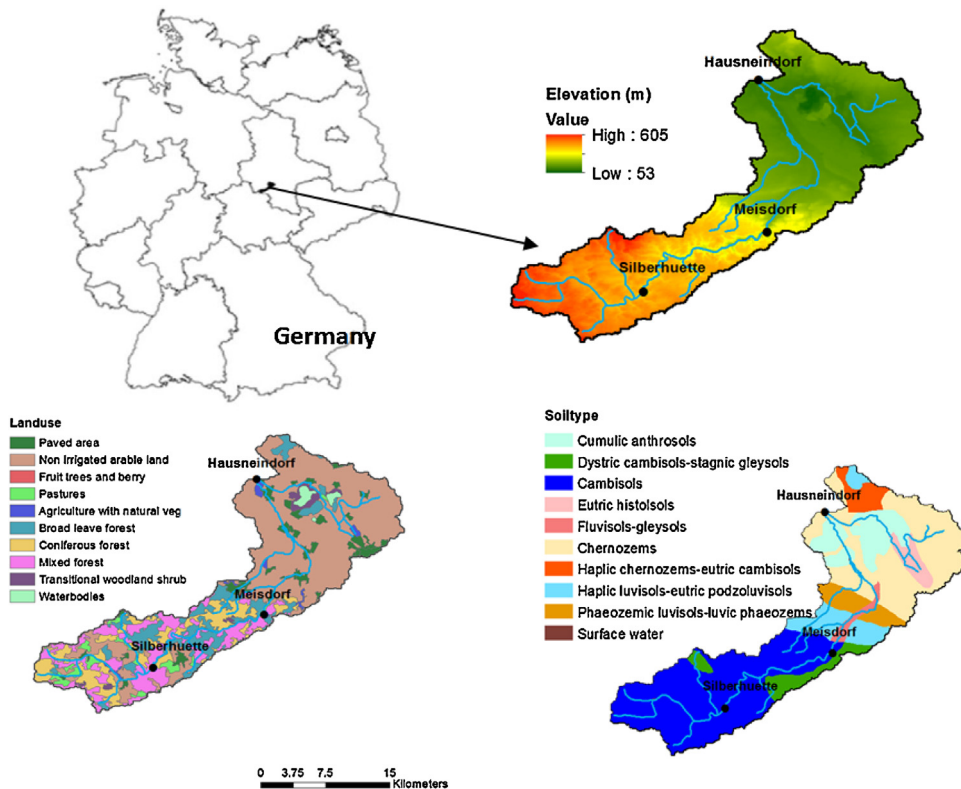 Germany
Elevation (m)
Value
High : 605
Low : 53
Hausneindorf
Meisdorf
Silberhuette
Landuse
Paved area
Non Irrigated arable land
Fruit trees and berry
Pastures
Agriculture with natural veg
Broad leave forest
Coniferous forest
Mixed forest
Transitional woodland shrub
Waterbodies
Hausneindorf
Meisdorf
Silberhuette
0 3.75 7.5 15
Kilometers
Soiltype
Cumulic anthrosols
Dystric cambisols-stagnic gleysols
Cambisols
Eutric histolsols
Fluvisols-gleysols
Chernozems
Haplic chernozems-eutric cambisols
Haplic luvisols-eutric podzoluvisols
Phaeozemic luvisols-luvic phaeozems
Surface water
Hausneindorf
Meisdorf
Silberhuette